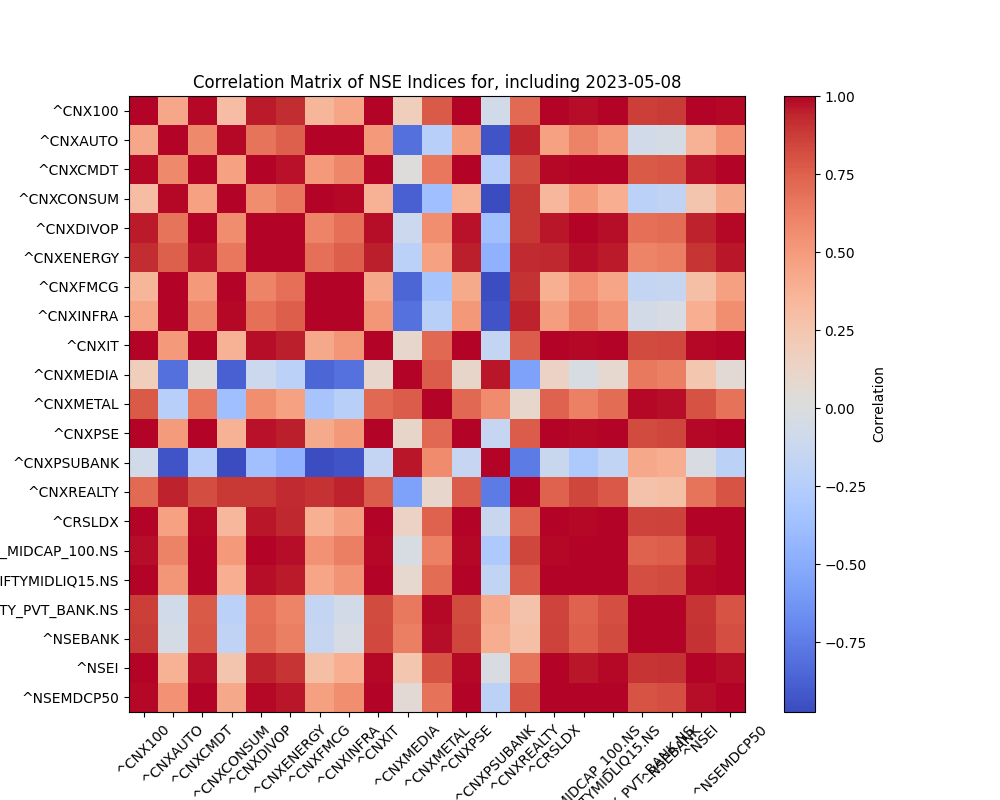 Correlation Matrix of NSE Indices for, including 2023-05-08
^CNX100
^CNXAUTO
^CNXCMDT
^CNXCONSUM
^CNXDIVOP
^CNXENERGY
^CNXFMCG
^CNXINFRA
^CNXIT
^CNXMEDIA
^CNXMETAL
^CNXPSE
^CNXPSUBANK
^CNXREALTY
^CRSLDX
_MIDCAP_100.NS
IFTYMIDLIQ15.NS
TY_PVT_BANK.NS
^NSEBANK
^NSEI
^NSEMDCP50
^CNX100
^CNXAUTO
^CNXCMDT
^CNXCONSUM
^CNXDIVOP
^CNXENERGY
^CNXFMCG
^CNXINFRA
^CNXIT
^CNXMEDIA
^CNXMETAL
^CNXPSE
^CNXPSUBANK
^CNXREALTY
^CRSLDX
MIDCAP_100.NS
TYMIDLIQ15.NS
_PVT_BANK.NS
^NSEBANK
^NSEI
^NSEMDCP50
1.00
0.75
0.50
0.25
0.00
−0.25
−0.50
−0.75
Correlation